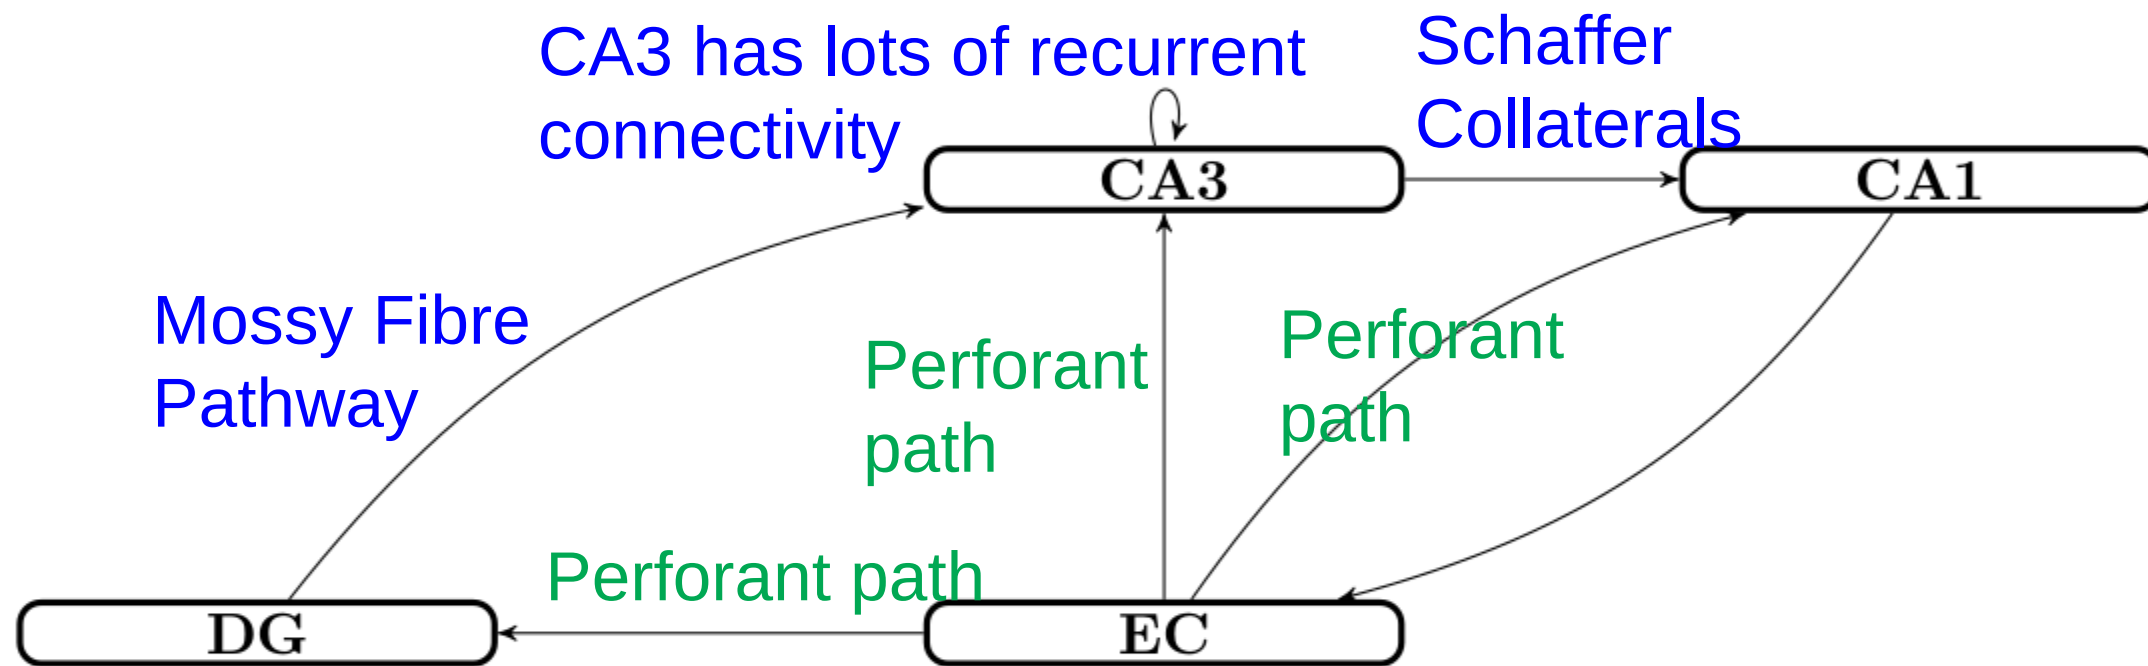 CA3 has lots of recurrent
connectivity
Schaffer
Collaterals
CA3
CA1
Mossy Fibre
Pathway
Perforant
path
Perforant
path
Perforant path
DG
EC